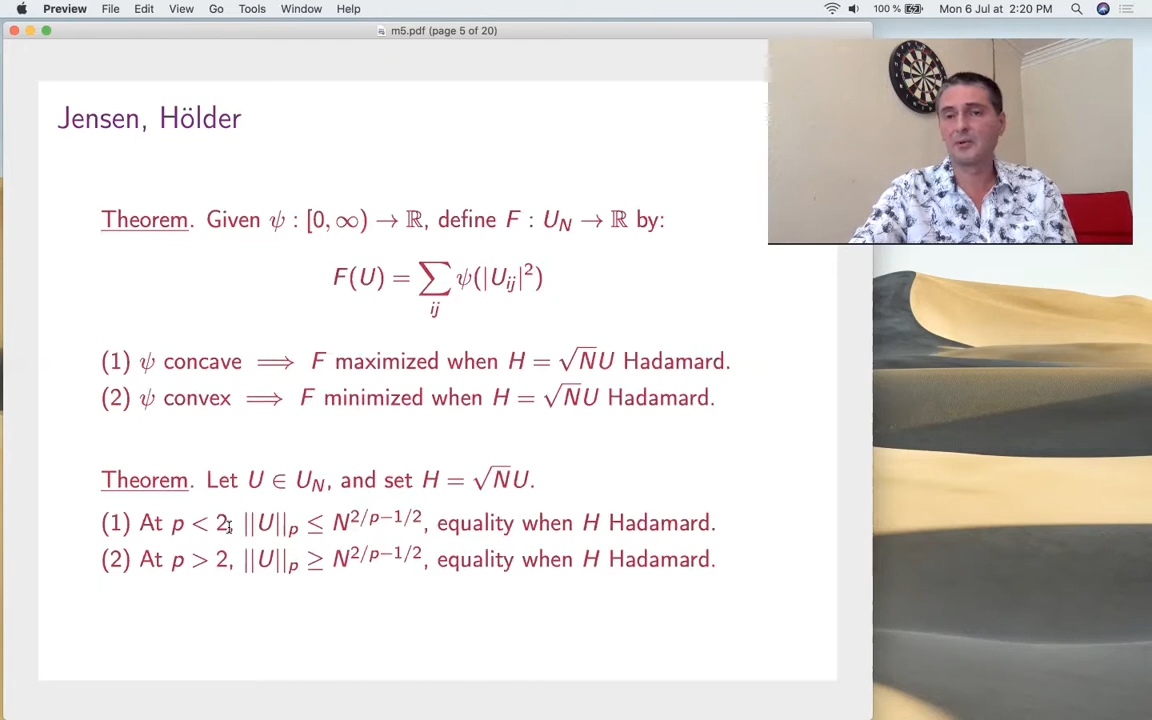 Preview File Edit View Go Tools Window Help 100 % Mon 6 Jul at 2:20 PM
m5.pdf (page 5 of 20)
Jensen, Hölder
Theorem. Given ψ : [0, ∞) → ℝ, define F : U_N → ℝ by:
F(U) = ∑_{ij} ψ(|U_{ij}|^2)
(1) ψ concave ⟹ F maximized when H = √N U Hadamard.
(2) ψ convex ⟹ F minimized when H = √N U Hadamard.
Theorem. Let U ∈ U_N, and set H = √N U.
(1) At p < 2, ||U||_p ≤ N^{2/p−1/2}, equality when H Hadamard.
(2) At p > 2, ||U||_p ≥ N^{2/p−1/2}, equality when H Hadamard.